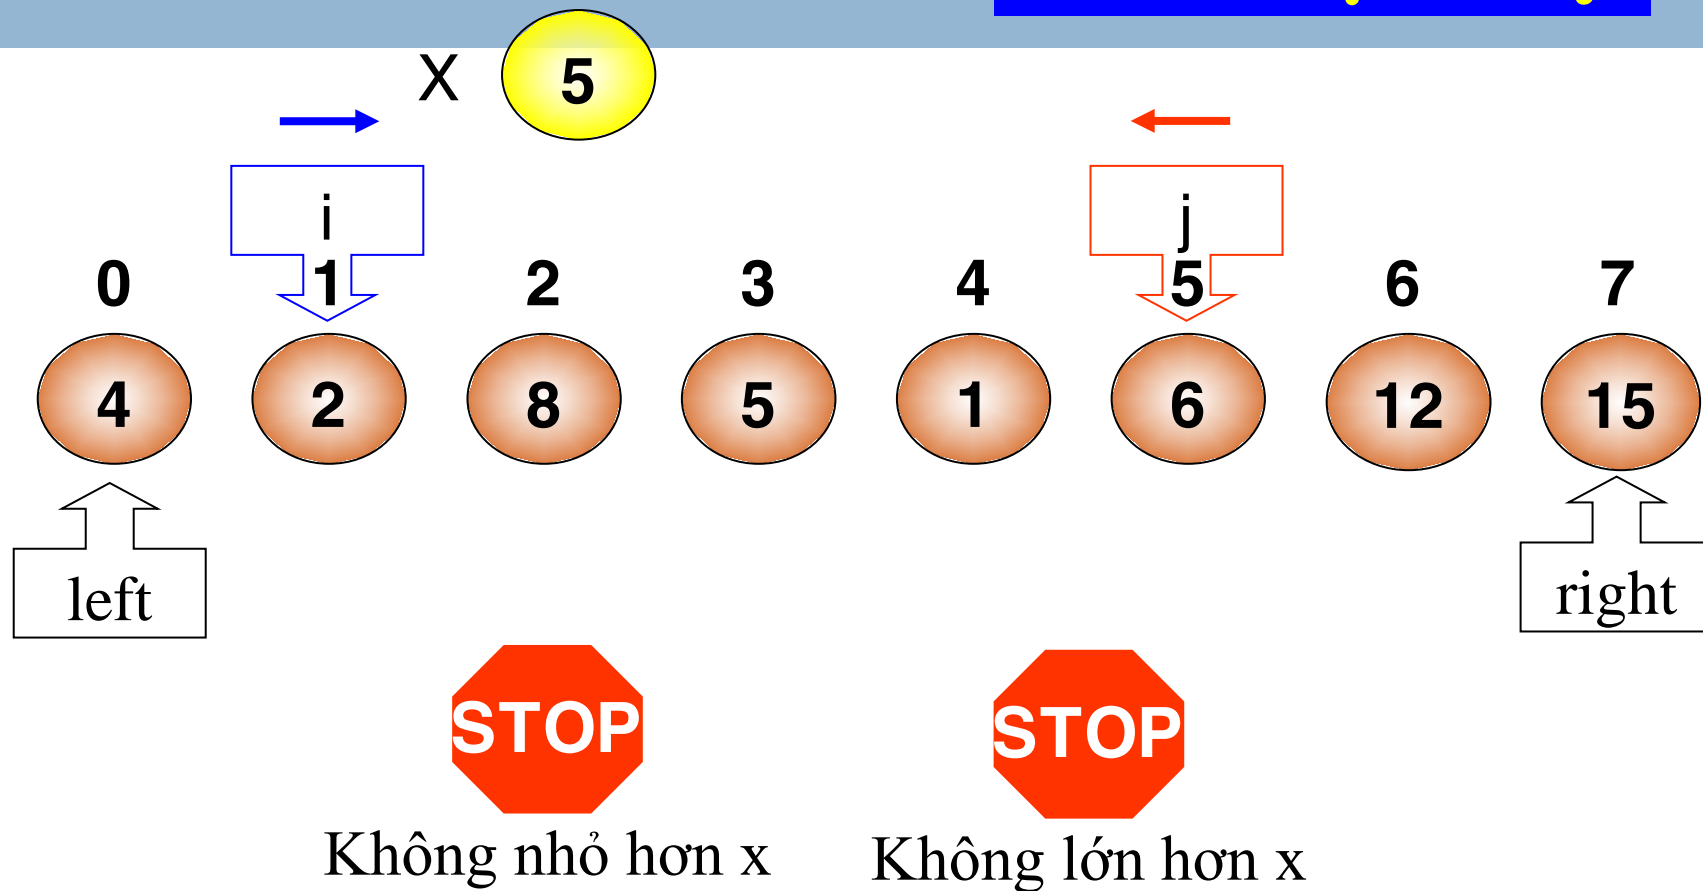 X 5
i j
0 1 2 3 4 5 6 7
4 2 8 5 1 6 12 15
left right
STOP STOP
Không nhỏ hơn x Không lớn hơn x